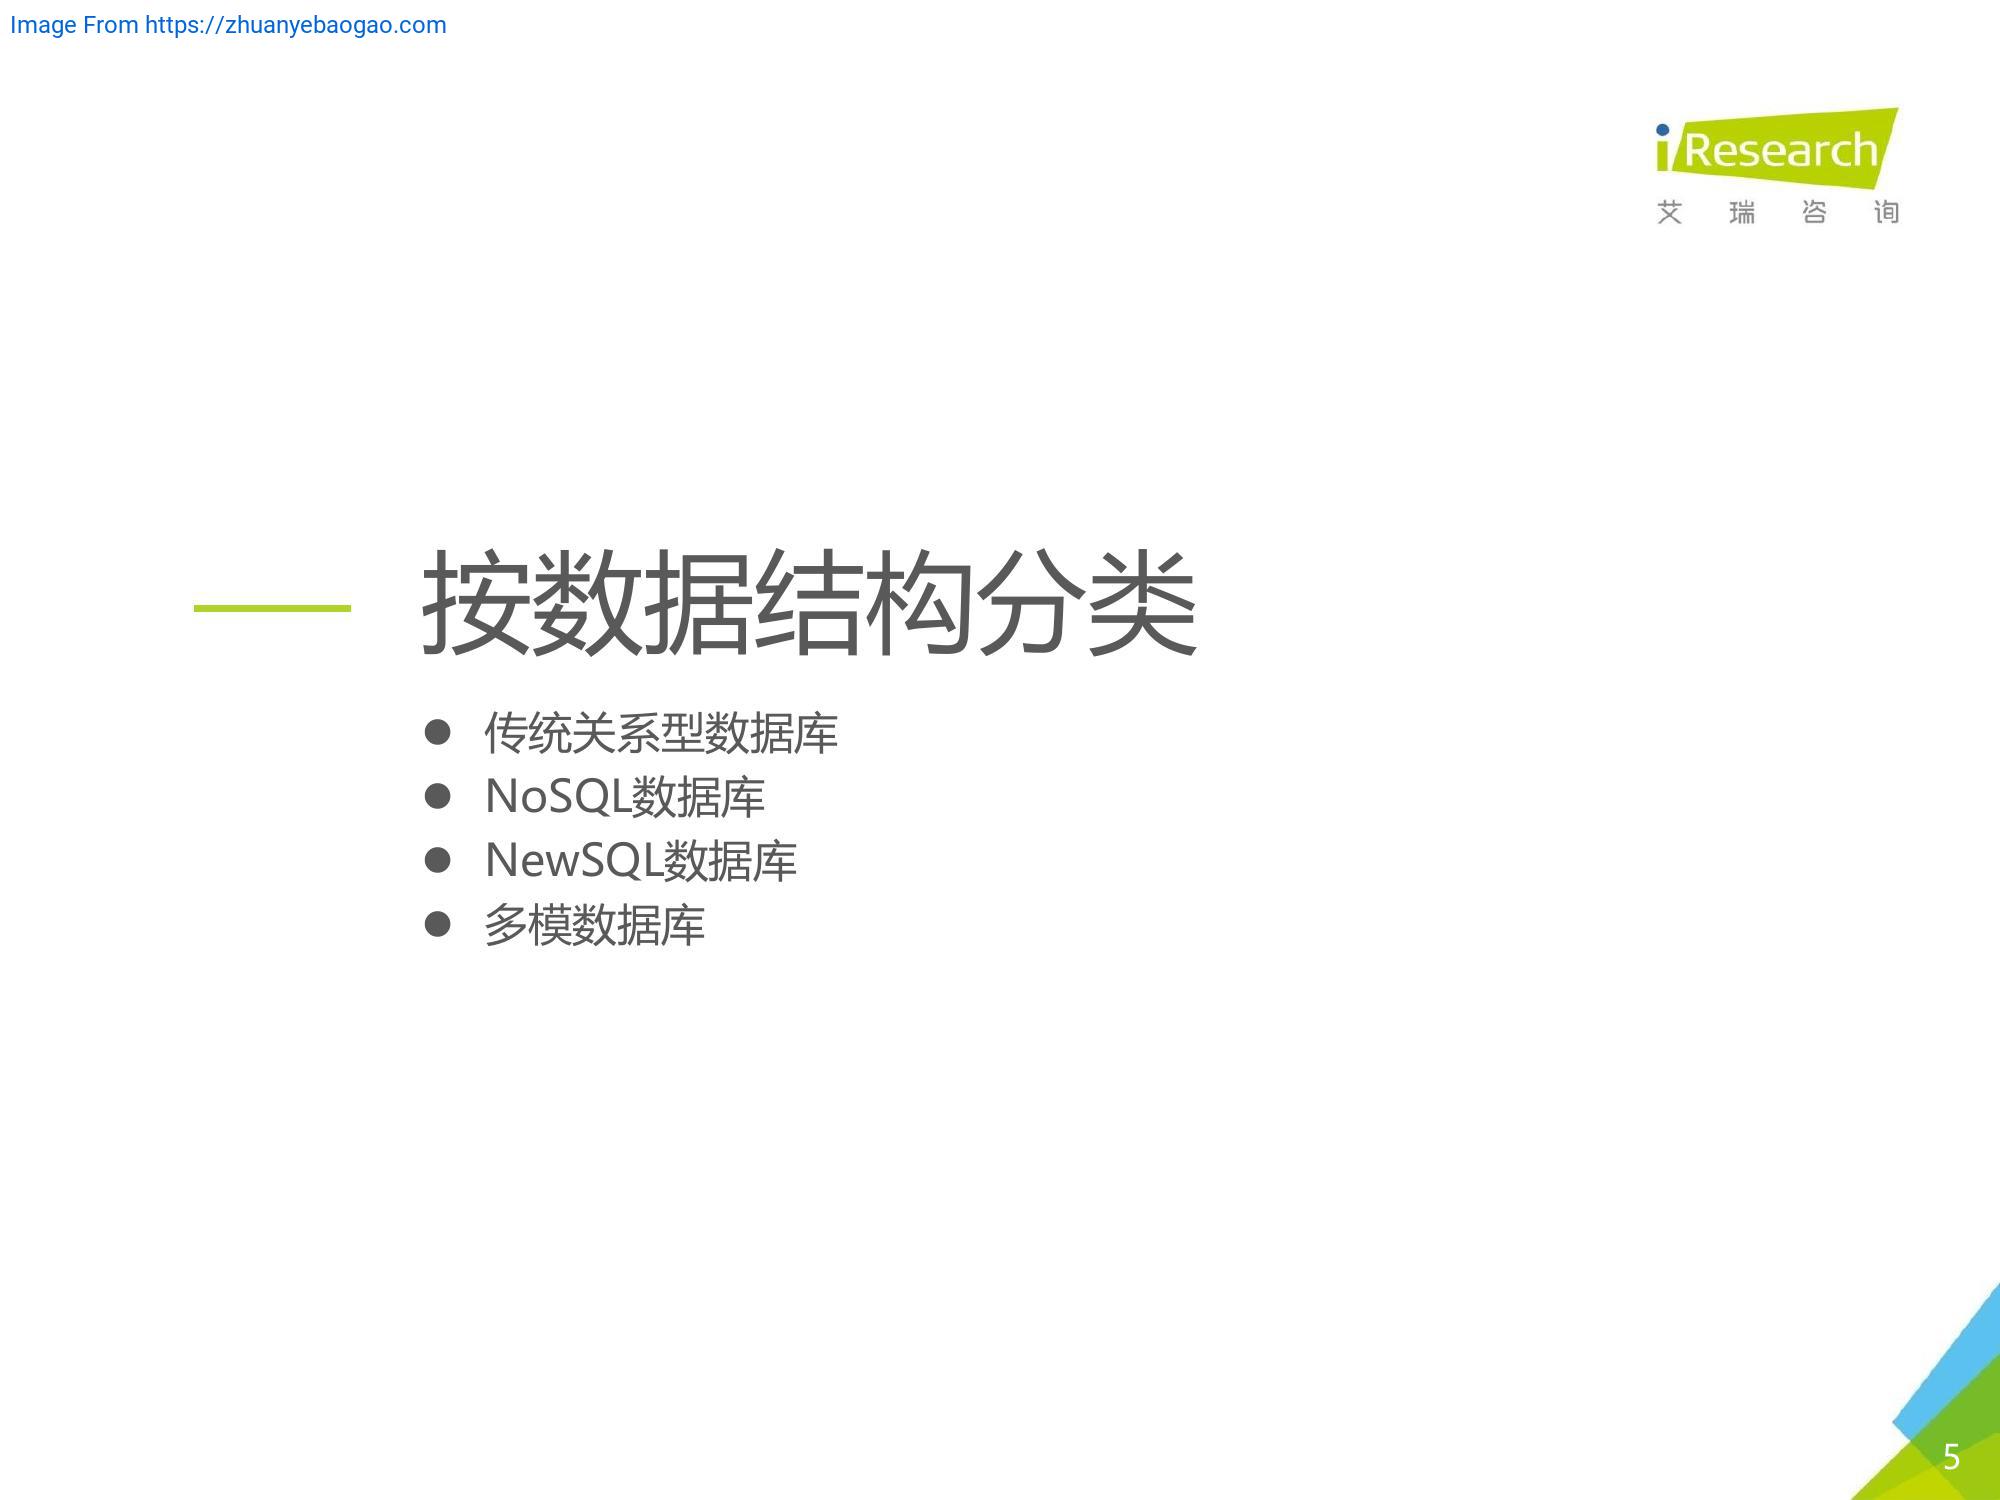 Image From https://zhuanyebaogao.com
iResearch
艾瑞咨询
按数据结构分类
● 传统关系型数据库
● NoSQL数据库
● NewSQL数据库
● 多模数据库
5